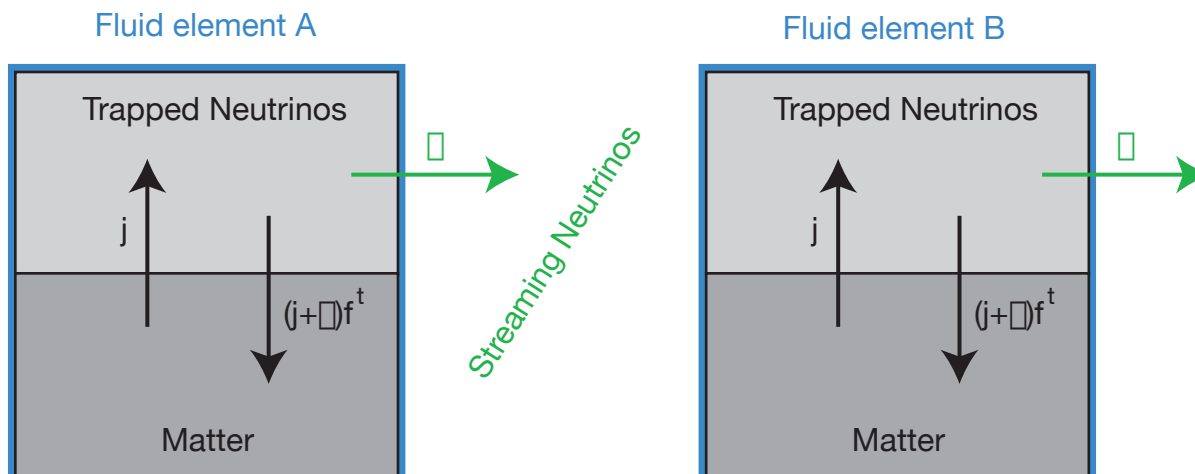 Fluid element A
Fluid element B
Trapped Neutrinos
Trapped Neutrinos
▯
▯
Streaming Neutrinos
j
j
(j+▯)f^t
(j+▯)f^t
Matter
Matter